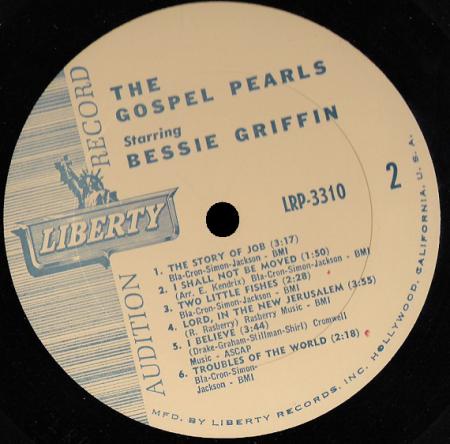 THE
GOSPEL PEARLS
Starring
BESSIE GRIFFIN
AUDITION RECORD
LIBERTY
LRP-3310
2
1. THE STORY OF JOB (3:17)
Bla-Cron-Simon-Jackson - BMI
2. I SHALL NOT BE MOVED (1:50)
(Arr. E. Kendrix) Bla-Cron-Simon-Jackson - BMI
3. TWO LITTLE FISHES (2:28)
Bla-Cron-Simon-Jackson - BMI
4. LORD, IN THE NEW JERUSALEM (3:55)
(R. Rasberry) Rasberry Music - BMI
5. I BELIEVE (3:44)
(Drake-Graham-Stillman-Shirl) Cromwell
Music - ASCAP
6. TROUBLES OF THE WORLD (2:18)
Bla-Cron-Simon-
Jackson - BMI
MFD. BY LIBERTY RECORDS, INC. HOLLYWOOD, CALIFORNIA, U.S.A.